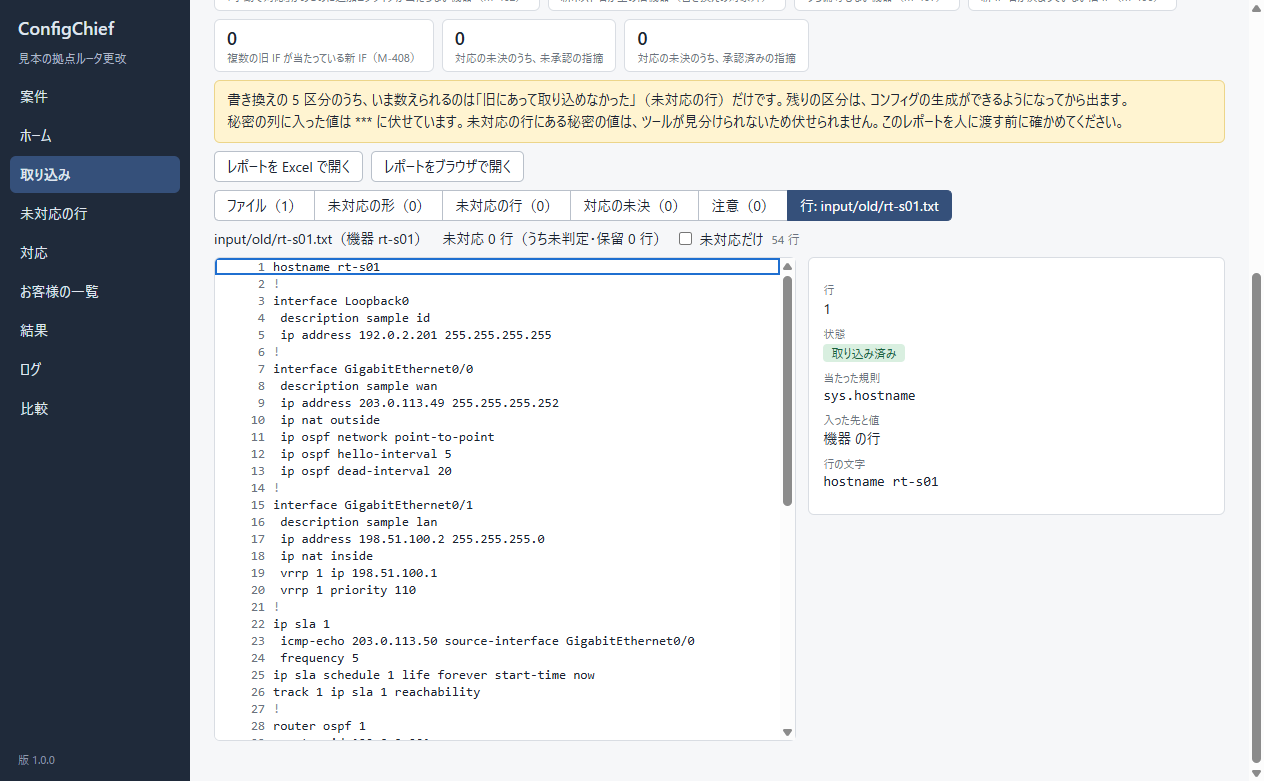 ConfigChief
見本の拠点ルータ更改
案件
ホーム
取り込み
未対応の行
対応
お客様の一覧
結果
ログ
比較
版 1.0.0
0
複数の旧 IF が当たっている新 IF（M-408）
0
対応の未決のうち、未承認の指摘
0
対応の未決のうち、承認済みの指摘
書き換えの 5 区分のうち、いま数えられるのは「旧にあって取り込めなかった」（未対応の行）だけです。残りの区分は、コンフィグの生成ができるようになってから出ます。
秘密の列に入った値は *** に伏せています。未対応の行にある秘密の値は、ツールが見分けられないため伏せられません。このレポートを人に渡す前に確かめてください。
レポートを Excel で開く
レポートをブラウザで開く
ファイル（1）
未対応の形（0）
未対応の行（0）
対応の未決（0）
注意（0）
行: input/old/rt-s01.txt
input/old/rt-s01.txt（機器 rt-s01） 未対応 0 行（うち未判定・保留 0 行） 未対応だけ 54 行
1 hostname rt-s01
2 !
3 interface Loopback0
4 description sample id
5 ip address 192.0.2.201 255.255.255.255
6 !
7 interface GigabitEthernet0/0
8 description sample wan
9 ip address 203.0.113.49 255.255.255.252
10 ip nat outside
11 ip ospf network point-to-point
12 ip ospf hello-interval 5
13 ip ospf dead-interval 20
14 !
15 interface GigabitEthernet0/1
16 description sample lan
17 ip address 198.51.100.2 255.255.255.0
18 ip nat inside
19 vrrp 1 ip 198.51.100.1
20 vrrp 1 priority 110
21 !
22 ip sla 1
23 icmp-echo 203.0.113.50 source-interface GigabitEthernet0/0
24 frequency 5
25 ip sla schedule 1 life forever start-time now
26 track 1 ip sla 1 reachability
27 !
28 router ospf 1
行
1
状態
取り込み済み
当たった規則
sys.hostname
入った先と値
機器 の行
行の文字
hostname rt-s01